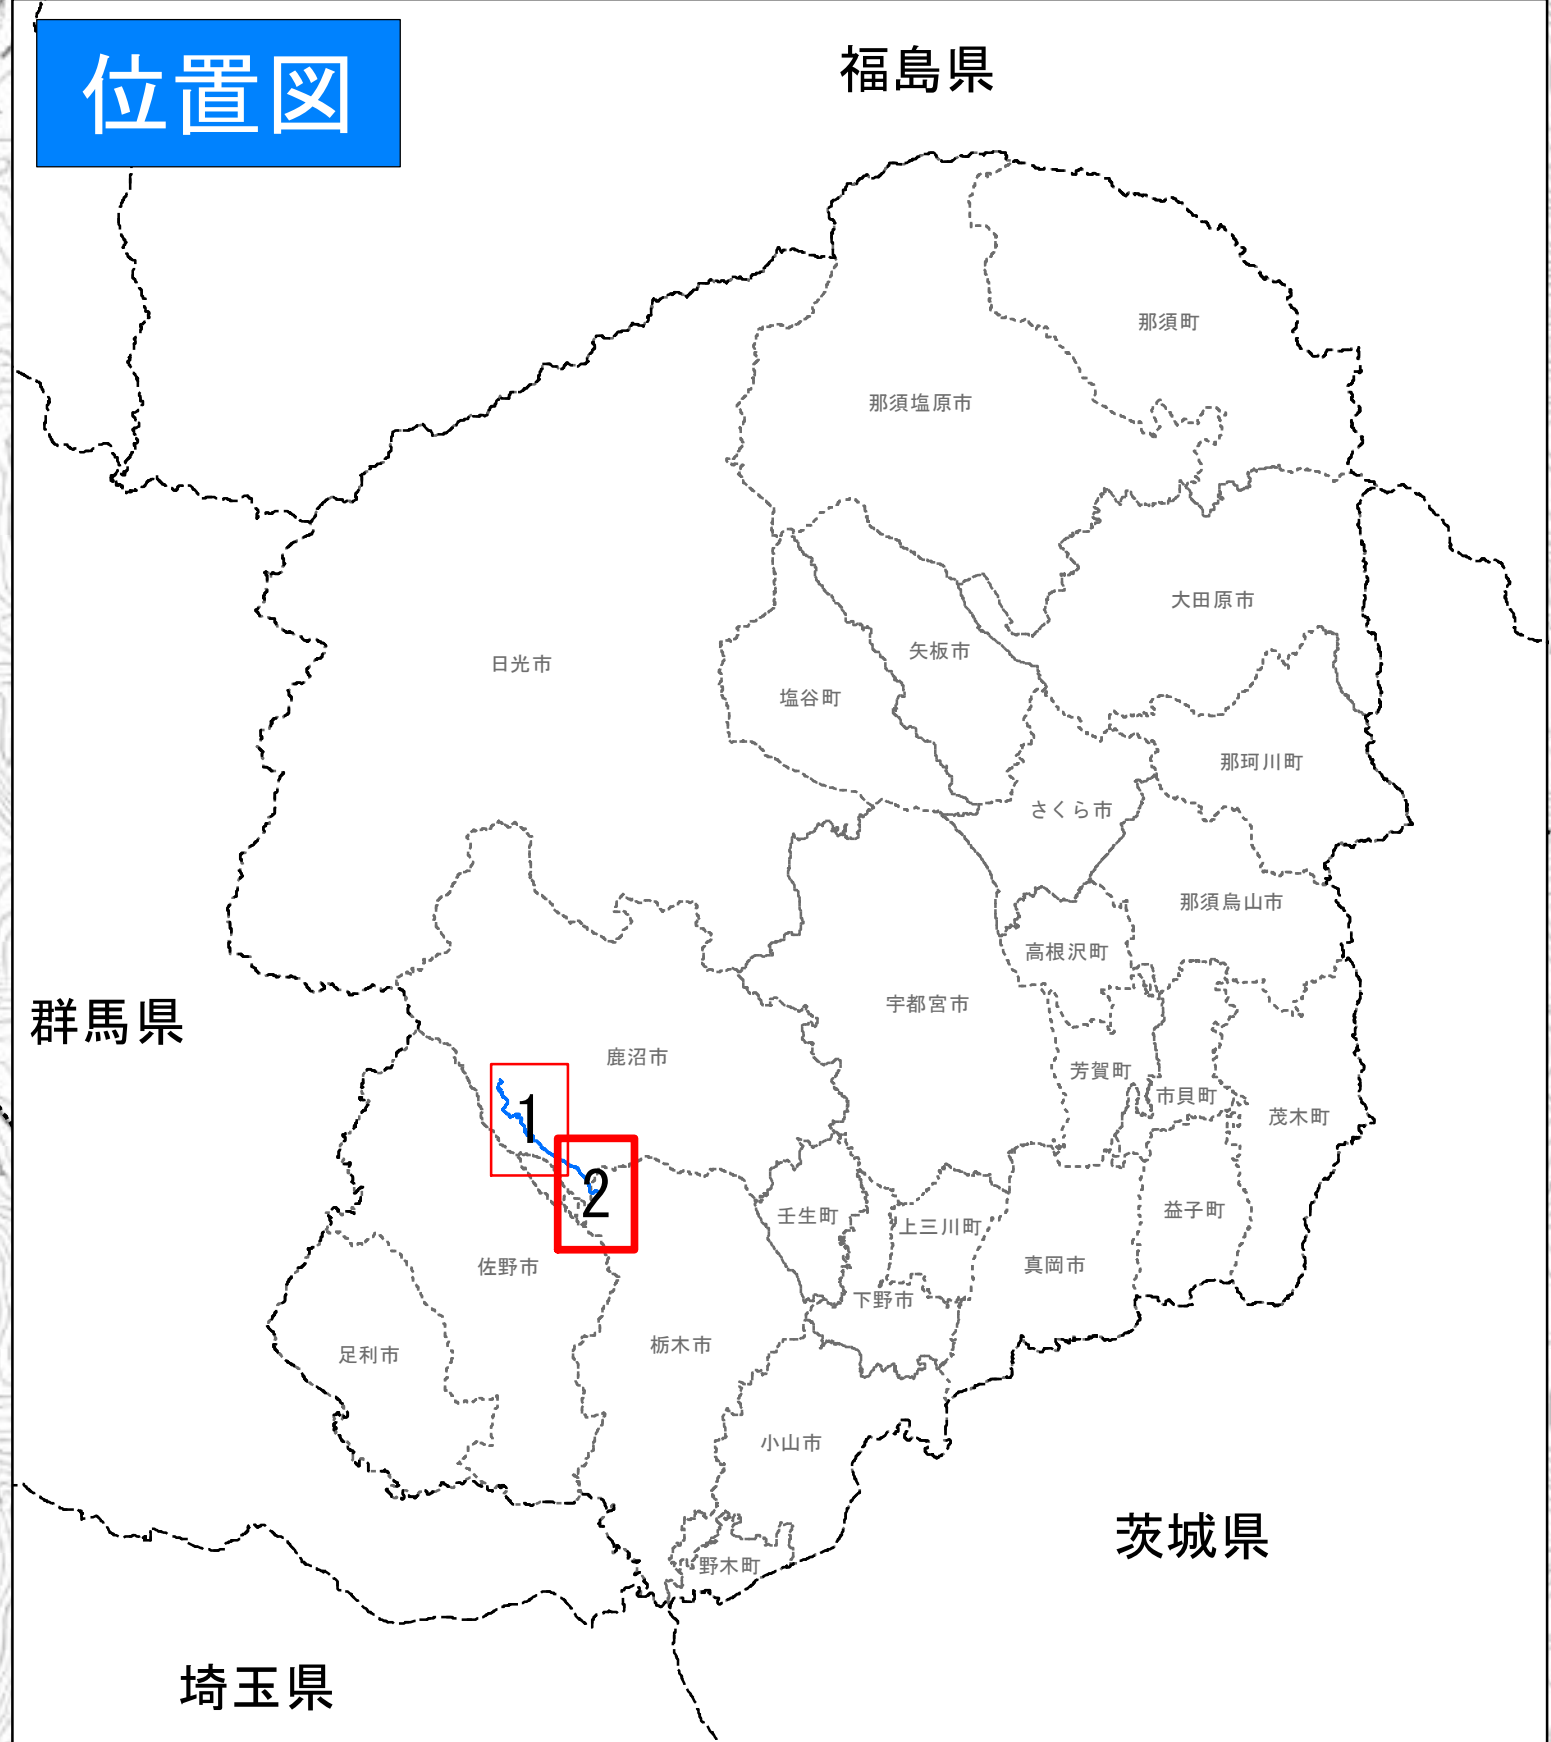 位置図
福島県
那須町
那須塩原市
大田原市
矢板市
日光市
塩谷町
那珂川町
さくら市
那須烏山市
高根沢町
宇都宮市
群馬県
鹿沼市
芳賀町
市貝町
茂木町
1
2
壬生町
上三川町
益子町
真岡市
佐野市
下野市
栃木市
足利市
小山市
茨城県
野木町
埼玉県